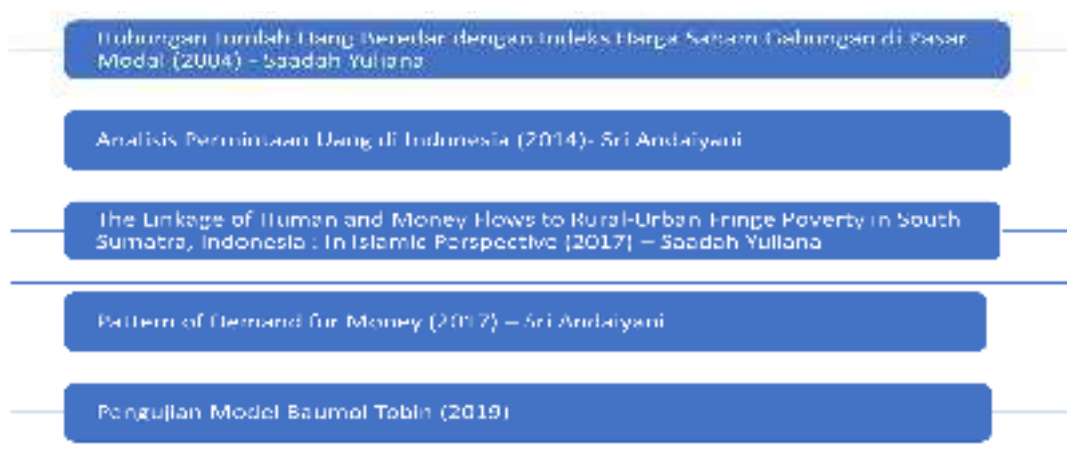 Hubungan Jumlah Uang Beredar dengan Indeks Harga Saham Gabungan di Pasar
Modal (2004) - Saadah Yuliana
Analisis Permintaan Uang di Indonesia (2014)- Sri Andaiyani
The Linkage of Human and Money Flows to Rural-Urban Fringe Poverty in South
Sumatra, Indonesia : In Islamic Perspective (2017) – Saadah Yuliana
Pattern of Demand for Money (2017) – Sri Andaiyani
Pengujian Model Baumol Tobin (2019)